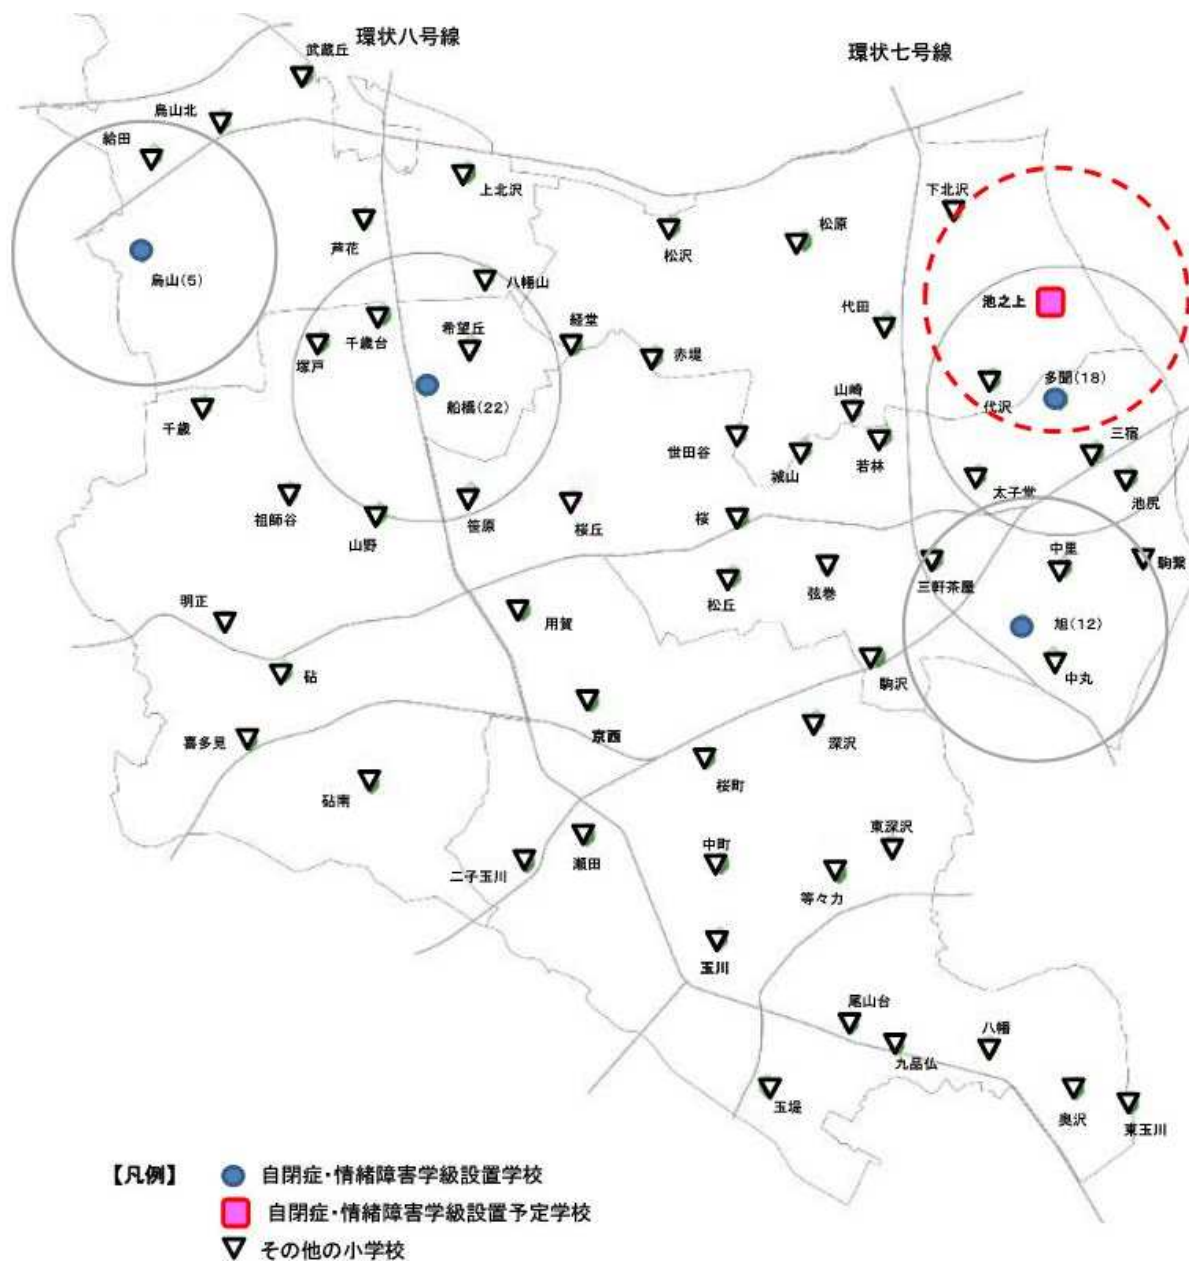 環状八号線
環状七号線
武蔵丘
烏山北
給田
上北沢
下北沢
芦花
松沢
松原
烏山(5)
八幡山
池之上
代田
千歳台
希望丘
経堂
塚戸
赤堤
多聞(18)
代沢
山崎
千歳
船橋(22)
三宿
世田谷
城山
若林
太子堂
池尻
祖師谷
山野
笹原
桜丘
桜
中里
駒繋
三軒茶屋
松丘
弦巻
明正
用賀
旭(12)
砧
駒沢
中丸
喜多見
京西
深沢
桜町
砧南
東深沢
中町
二子玉川
瀬田
等々力
玉川
尾山台
八幡
九品仏
玉堤
奥沢
東玉川
【凡例】
自閉症・情緒障害学級設置学校
自閉症・情緒障害学級設置予定学校
その他の小学校